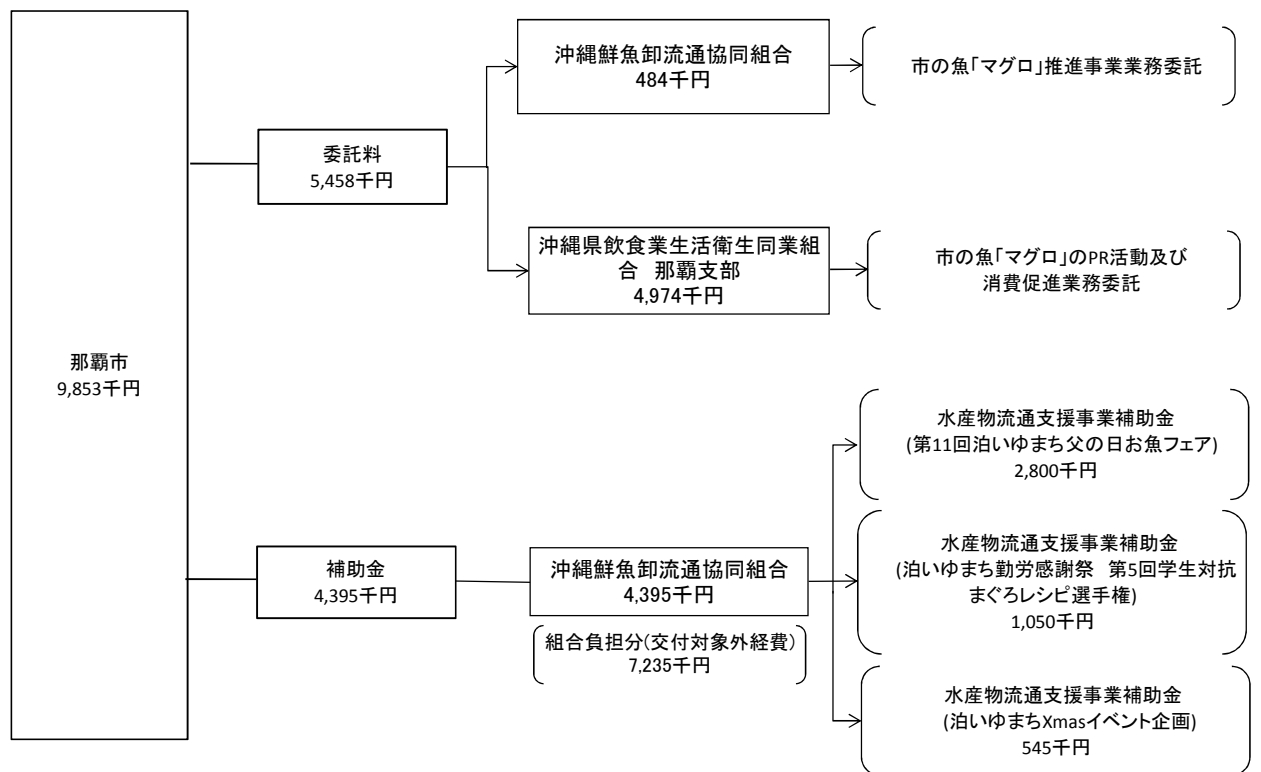 那覇市
9,853千円
委託料
5,458千円
沖縄鮮魚卸流通協同組合
484千円
市の魚「マグロ」推進事業業務委託
沖縄県飲食業生活衛生同業組
合　那覇支部
4,974千円
市の魚「マグロ」のPR活動及び
消費促進業務委託
補助金
4,395千円
沖縄鮮魚卸流通協同組合
4,395千円
組合負担分(交付対象外経費)
7,235千円
水産物流通支援事業補助金
(第11回泊いゆまち父の日お魚フェア)
2,800千円
水産物流通支援事業補助金
(泊いゆまち勤労感謝祭　第5回学生対抗
まぐろレシピ選手権)
1,050千円
水産物流通支援事業補助金
(泊いゆまちXmasイベント企画)
545千円